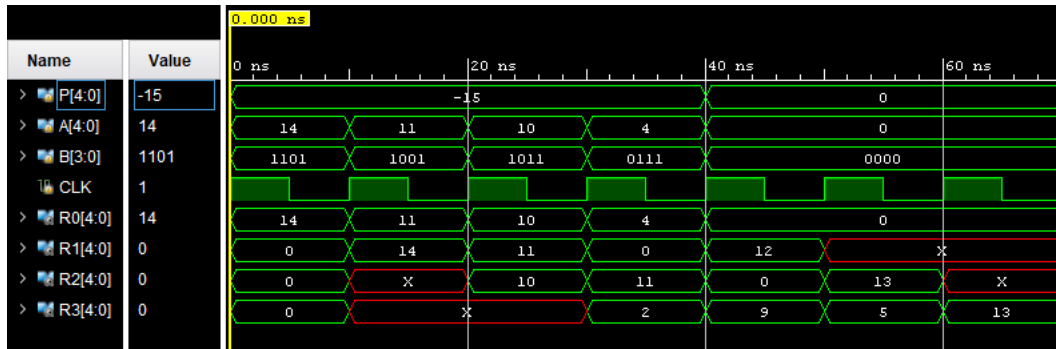 0.000 ns
Name Value
0 ns 20 ns 40 ns 60 ns
P[4:0] -15 -15 0
A[4:0] 14 14 11 10 4 0
B[3:0] 1101 1101 1001 1011 0111 0000
CLK 1
R0[4:0] 14 14 11 10 4 0
R1[4:0] 0 0 14 11 0 12 X
R2[4:0] 0 0 X 10 11 0 13 X
R3[4:0] 0 0 X 2 9 5 13